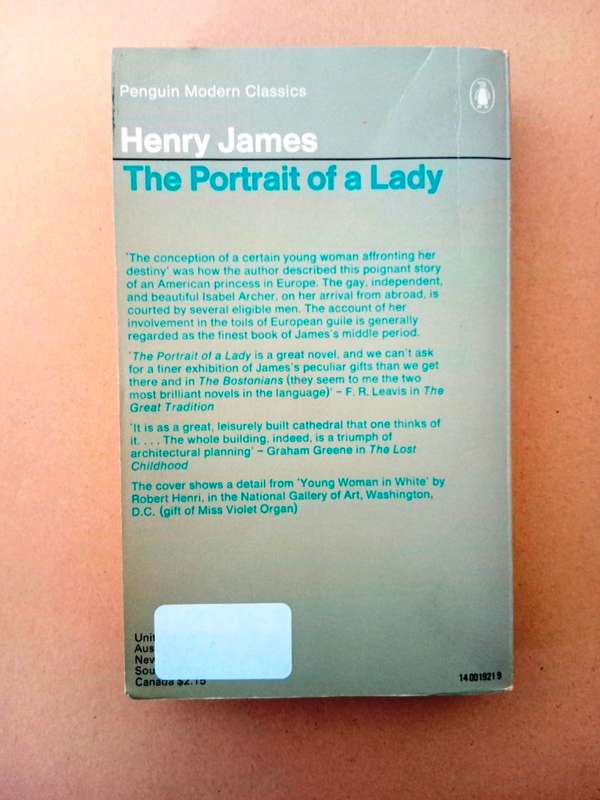 Penguin Modern Classics
Henry James
The Portrait of a Lady
'The conception of a certain young woman affronting her
destiny' was how the author described this poignant story
of an American princess in Europe. The gay, independent,
and beautiful Isabel Archer, on her arrival from abroad, is
courted by several eligible men. The account of her
involvement in the toils of European guile is generally
regarded as the finest book of James's middle period.
'The Portrait of a Lady is a great novel, and we can't ask
for a finer exhibition of James's peculiar gifts than we get
there and in The Bostonians (they seem to me the two
most brilliant novels in the language)' – F. R. Leavis in The
Great Tradition
'It is as a great, leisurely built cathedral that one thinks of
it. . . . The whole building, indeed, is a triumph of
architectural planning' – Graham Greene in The Lost
Childhood
The cover shows a detail from 'Young Woman in White' by
Robert Henri, in the National Gallery of Art, Washington,
D.C. (gift of Miss Violet Organ)
Unit
Aus
New
Sou
Canada $2.15
14 001921 9